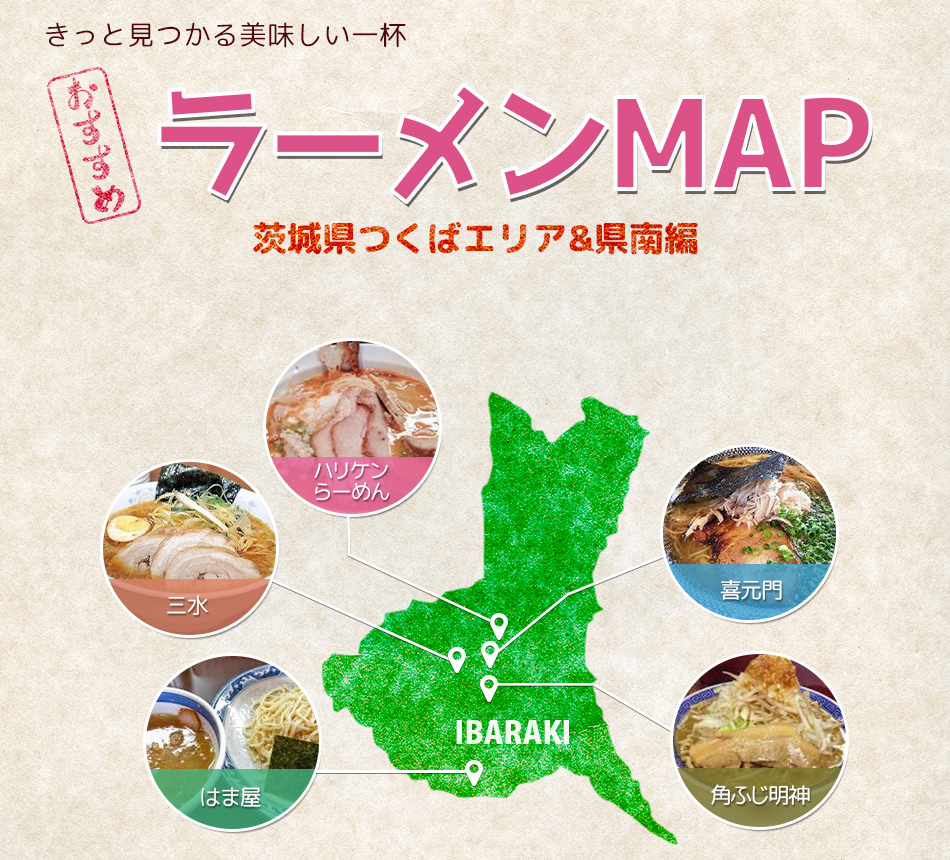 きっと見つかる美味しい一杯
おすすめ
ラーメンMAP
茨城県つくばエリア&県南編
ハリケン
らーめん
三水
喜元門
はま屋
角ふじ明神
IBARAKI